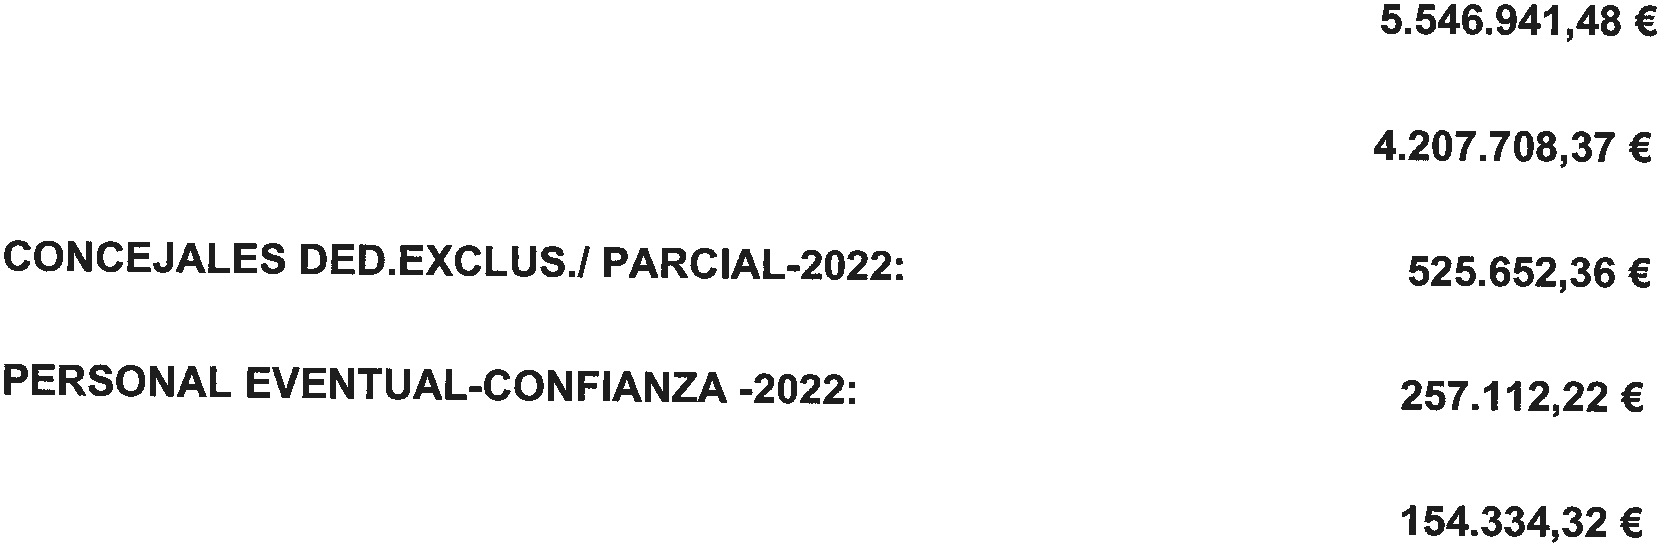 5.546.941,48 €
4.207.708,37 €
CONCEJALES DED.EXCLUS./ PARCIAL-2022: 525.652,36 €
PERSONAL EVENTUAL-CONFIANZA -2022: 257.112,22 €
154.334,32 €